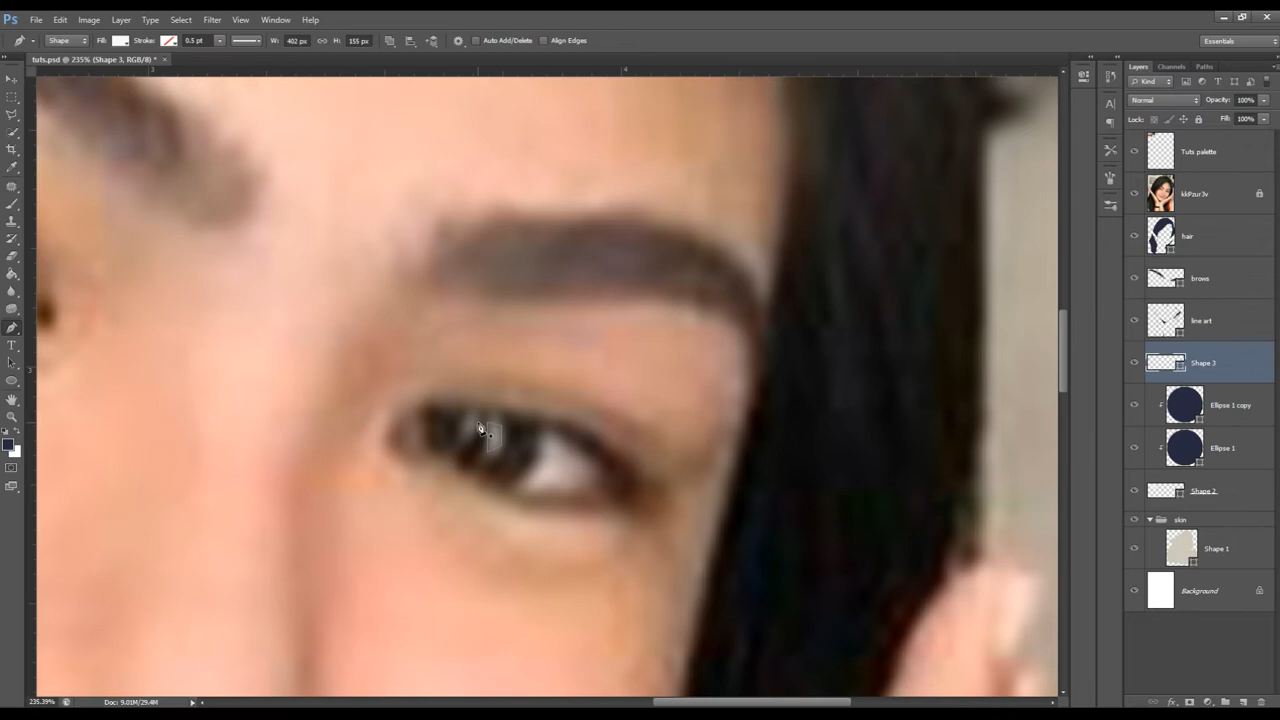 Ps File Edit Image Layer Type Select Filter View Window Help
Shape Fill: Stroke: 0.5 pt W: 402 px H: 155 px Auto Add/Delete Align Edges Essentials
tuts.psd @ 235% (Shape 3, RGB/8) * ×
3 4
3
Layers Channels Paths
Kind
Normal Opacity: 100%
Lock: Fill: 100%
Tuts palette
kkPzur3v
hair
brows
line art
Shape 3
Ellipse 1 copy
Ellipse 1
Shape 2
skin
Shape 1
Background
235.39% Doc: 9.01M/29.4M